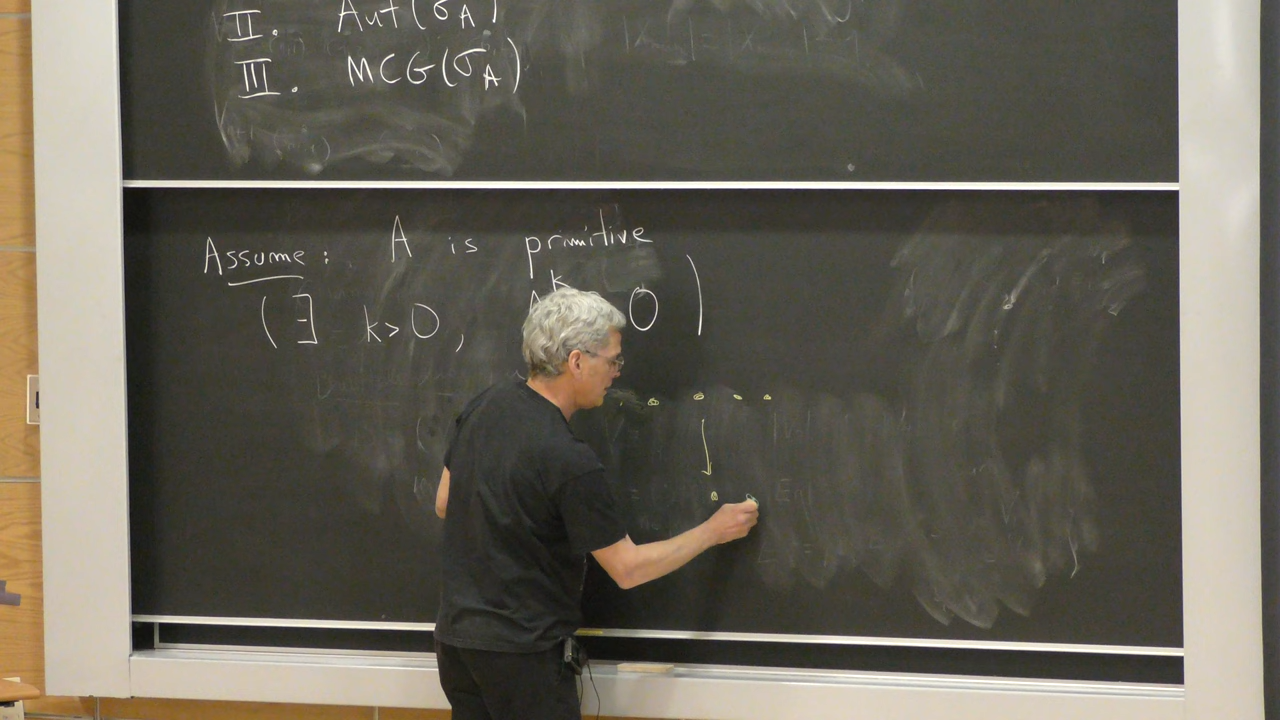 II. Aut(σ_A)
III. MCG(σ_A)
Assume: A is primitive
(∃ k>0, A^k 0)